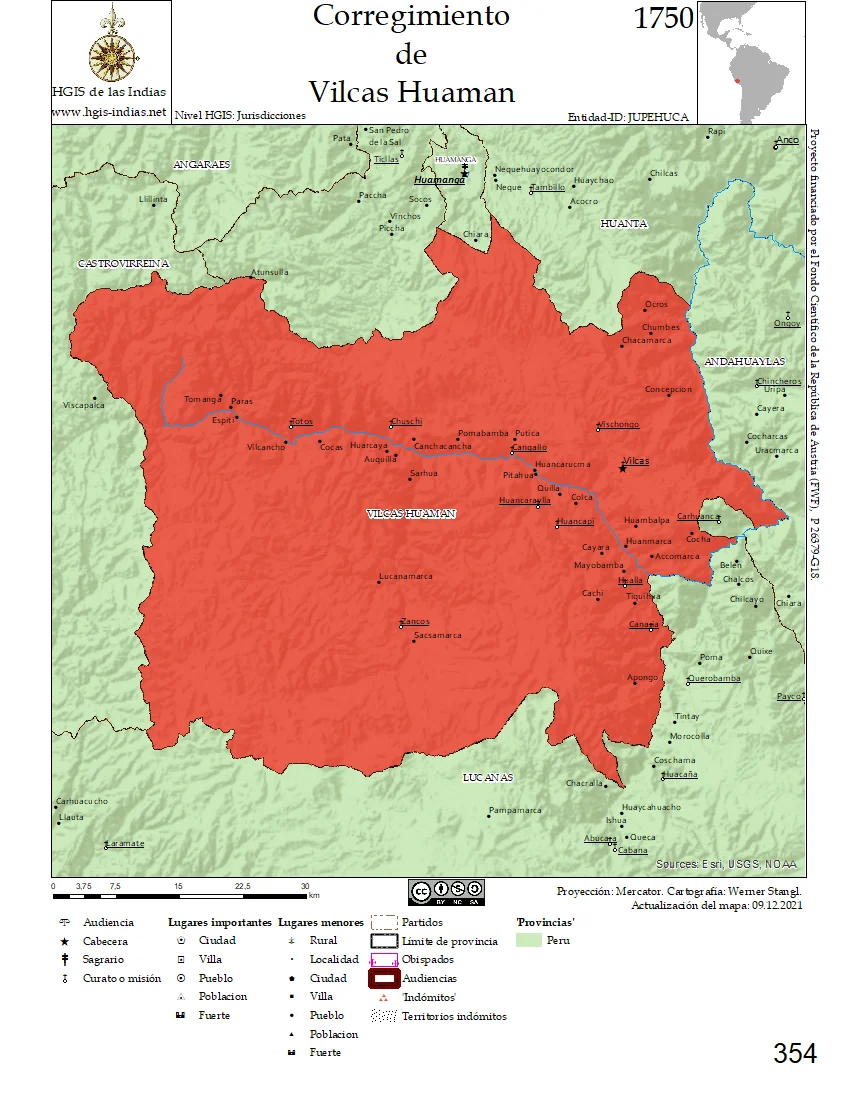 Corregimiento
de
Vilcas Huaman
1750
HGIS de las Indias
www.hgis-indias.net
Nivel HGIS: Jurisdicciones
Entidad-ID: JUPEHUCA
Pata
San Pedro
de la Sal
Ticllas
HUAMANGA
Huamanga
Rapi
Anco
ANGARAES
Nequehuayocondor
Neque
Tambillo
Huaychao
Chilcas
Acocro
Llillinta
Paccha
Socos
Vinchos
Piccha
Chiara
HUANTA
CASTROVIRREINA
Atunsulla
Ocros
Chumbes
Chacamarca
Ongoy
ANDAHUAYLAS
Chincheros
Uripa
Concepcion
Cayera
Viscapalca
Tomanga
Paras
Espiti
Totos
Chuschi
Vischongo
Cocharcas
Uracmarca
Vilcancho
Cocas
Huarcaya
Canchacancha
Pomabamba
Putica
Cangallo
Auquilla
Huancarucma
Vilcas
Sarhua
Pitahua
Quilla
Colca
Huancaraylla
VILCAS HUAMAN
Huancapi
Huambalpa
Carhuanca
Huanmarca
Cocha
Cayara
Accomarca
Mayobamba
Belen
Hualla
Chalcos
Lucanamarca
Cachi
Tiquihua
Chilcayo
Chiara
Zancos
Canaria
Sacsamarca
Poma
Quixe
Apongo
Querobamba
Payco
Tintay
Morocolla
Coschama
Huacaña
LUCANAS
Chacralla
Carhuacucho
Llauta
Pampamarca
Huaycahuacho
Ishua
Laramate
Abucara
Queca
Cabana
Sources: Esri, USGS, NOAA
Proyecto financiado por el Fondo Científico de la República de Austria (FWF), P 26379-G18.
0 3,75 7,5 15 22,5 30
km
CC BY NC SA
Proyección: Mercator. Cartografía: Werner Stangl.
Actualización del mapa: 09.12.2021
Audiencia
Cabecera
Sagrario
Curato o misión
Lugares importantes
Ciudad
Villa
Pueblo
Poblacion
Fuerte
Lugares menores
Rural
Localidad
Ciudad
Villa
Pueblo
Poblacion
Fuerte
Partidos
Límite de provincia
Obispados
Audiencias
'Indómitos'
Territorios indómitos
'Provincias'
Peru
354